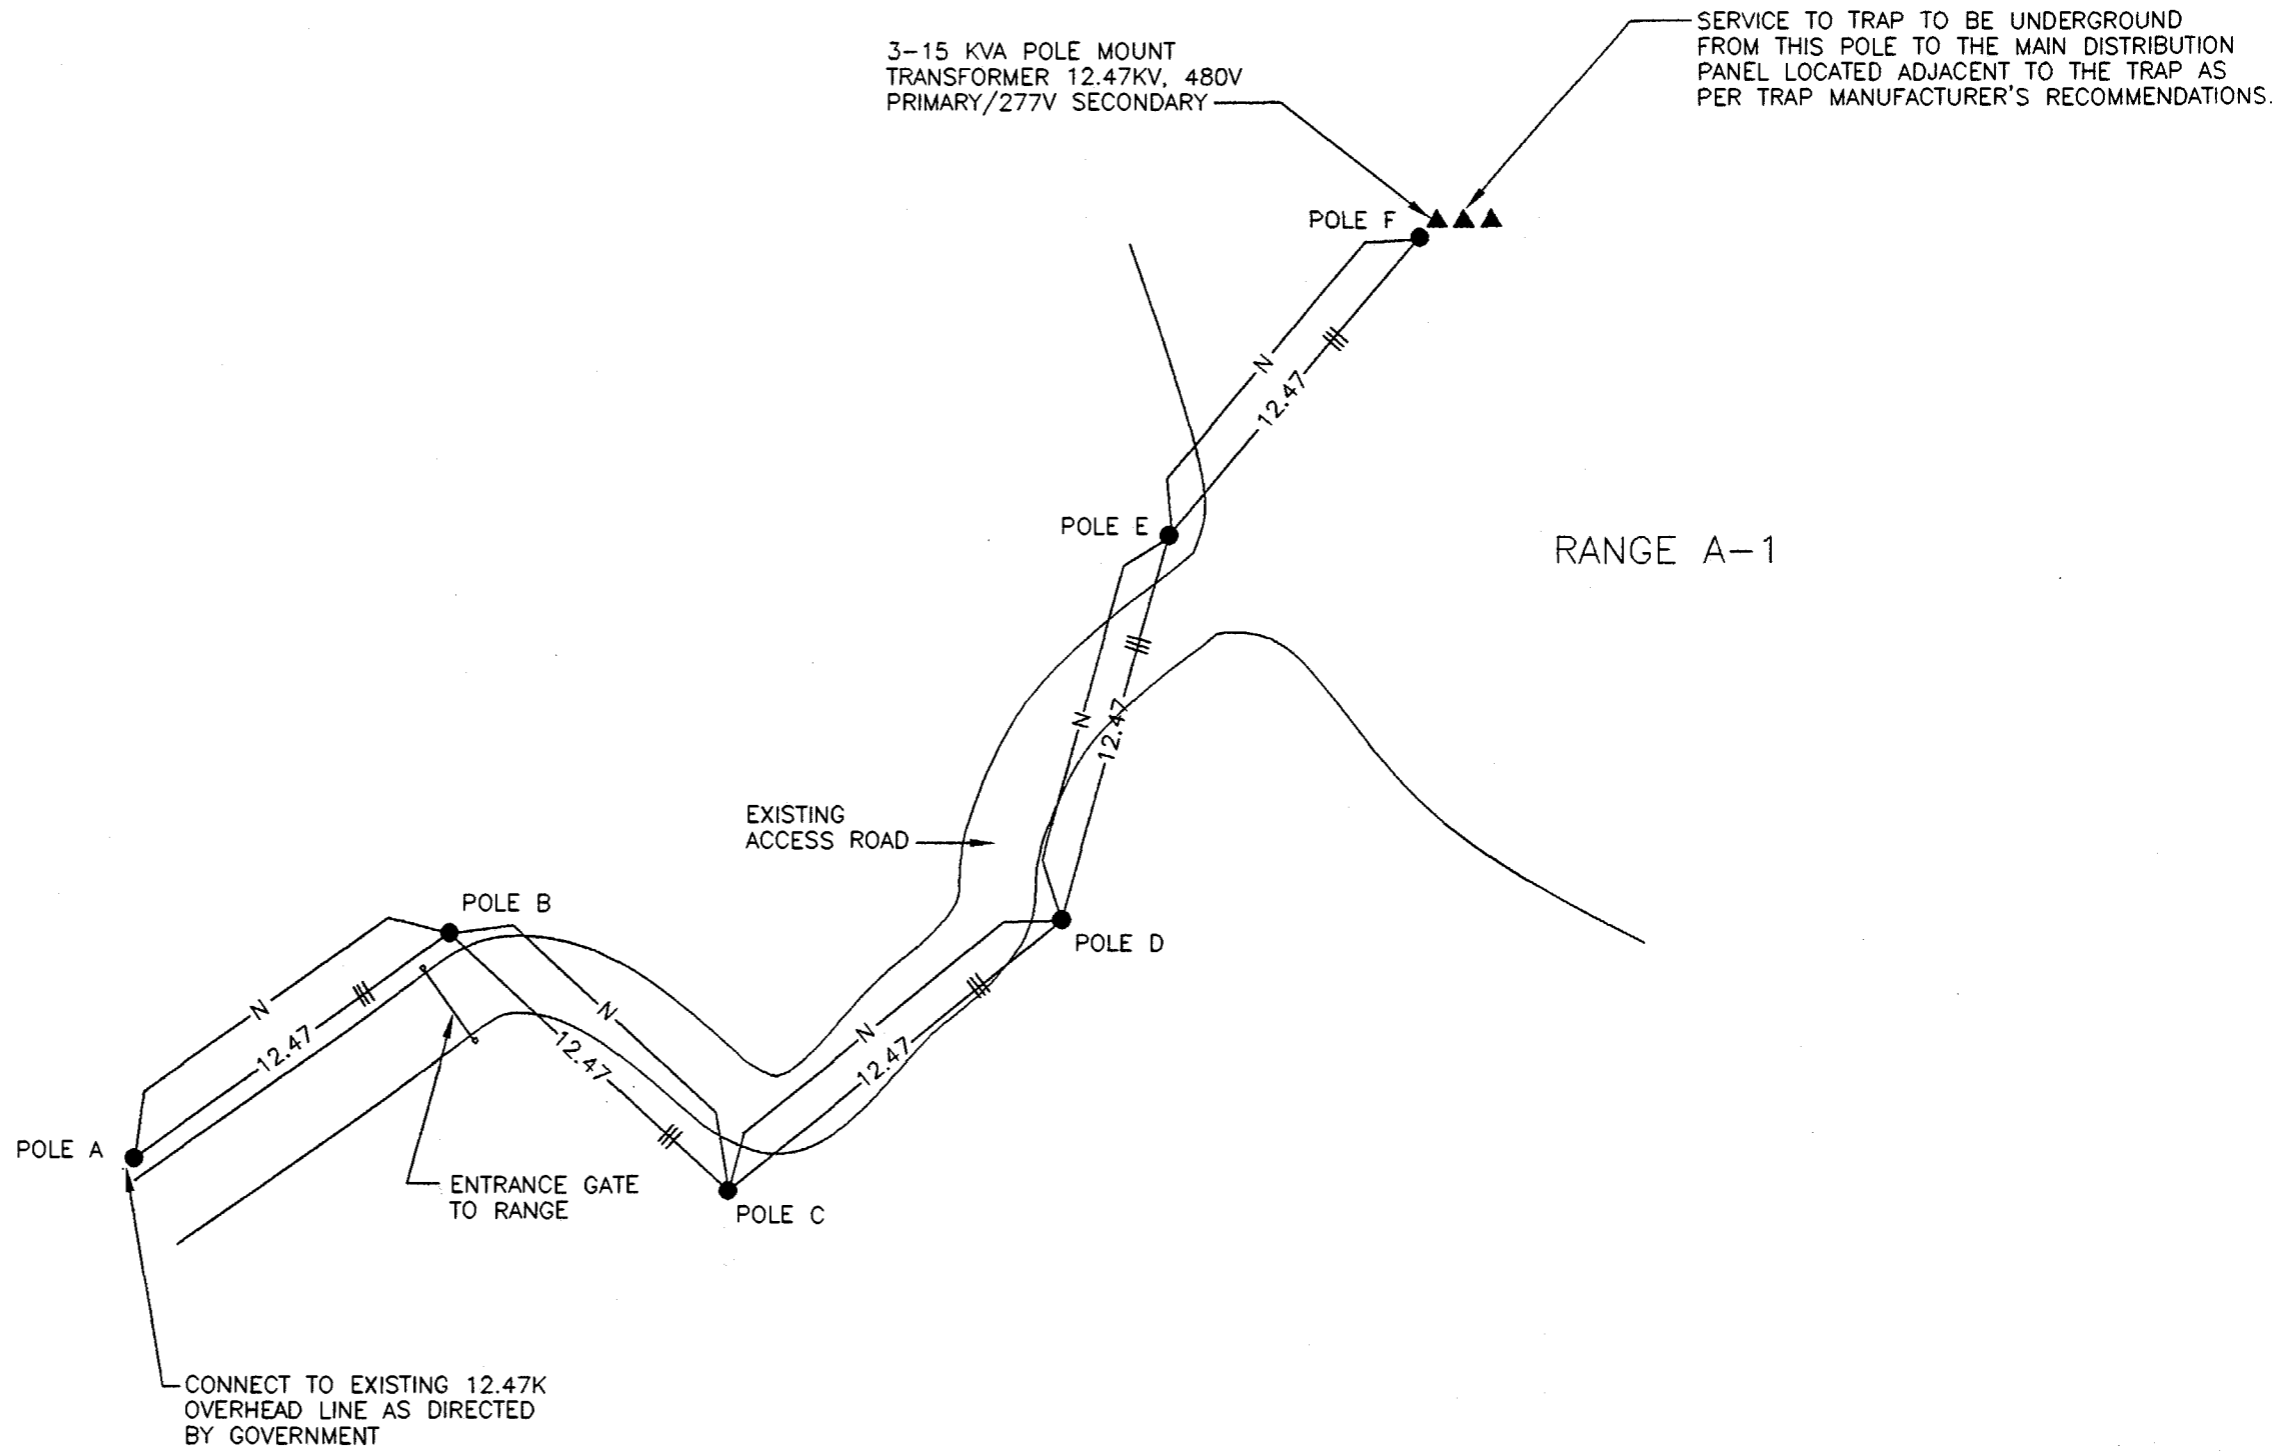 SERVICE TO TRAP TO BE UNDERGROUND
FROM THIS POLE TO THE MAIN DISTRIBUTION
PANEL LOCATED ADJACENT TO THE TRAP AS
PER TRAP MANUFACTURER'S RECOMMENDATIONS.
3-15 KVA POLE MOUNT
TRANSFORMER 12.47KV, 480V
PRIMARY/277V SECONDARY
POLE F
N
12.47
POLE E
RANGE A-1
N
12.47
EXISTING
ACCESS ROAD
POLE B
POLE D
N
12.47
N
12.47
N
12.47
POLE A
ENTRANCE GATE
TO RANGE
POLE C
CONNECT TO EXISTING 12.47K
OVERHEAD LINE AS DIRECTED
BY GOVERNMENT